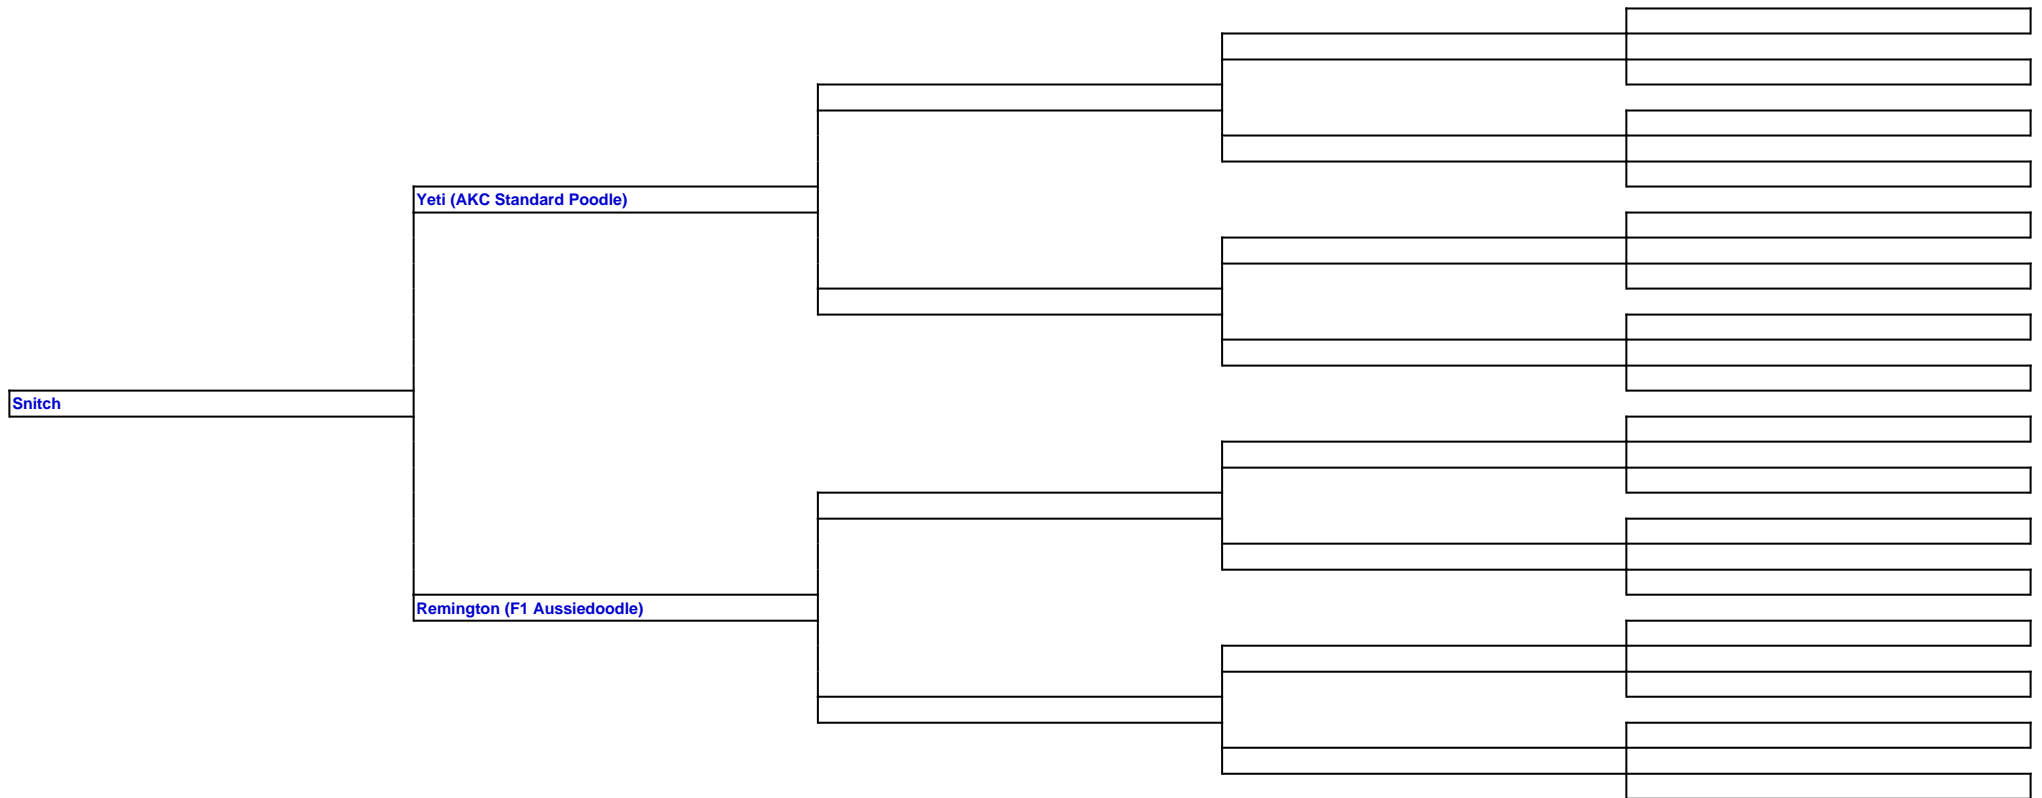 Yeti (AKC Standard Poodle)
Snitch
Remington (F1 Aussiedoodle)